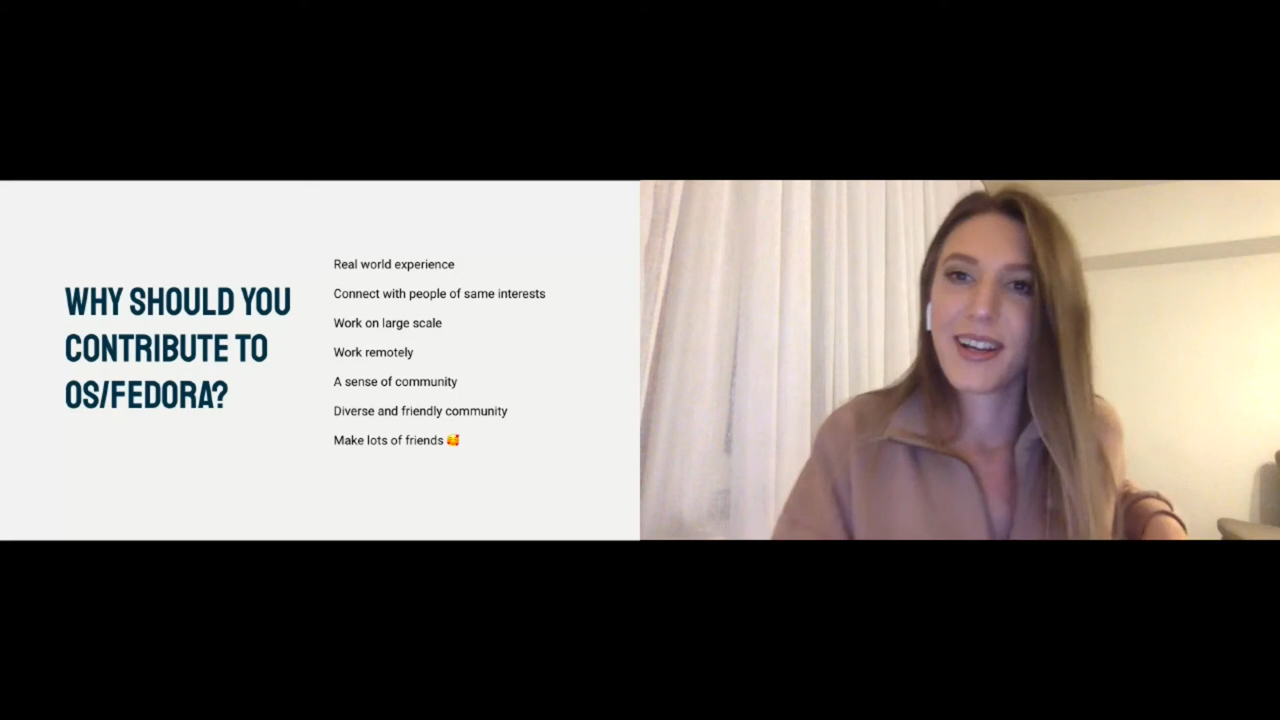 WHY SHOULD YOU
CONTRIBUTE TO
OS/FEDORA?
Real world experience
Connect with people of same interests
Work on large scale
Work remotely
A sense of community
Diverse and friendly community
Make lots of friends 🥰